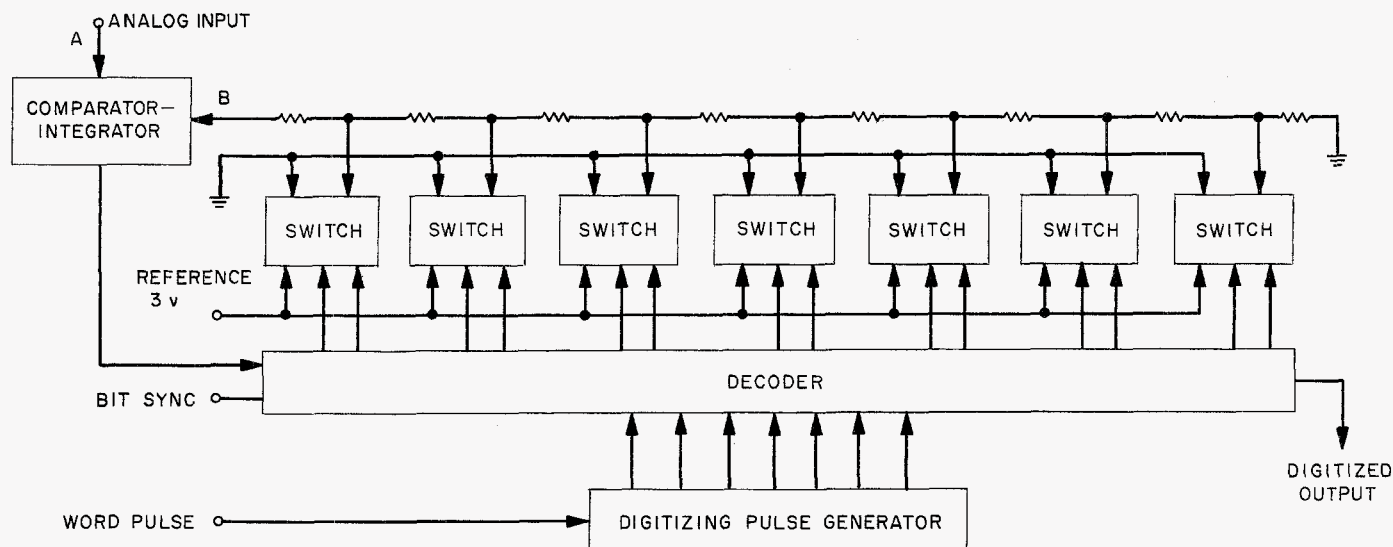 ANALOG INPUT
A
COMPARATOR—
INTEGRATOR
B
SWITCH
SWITCH
SWITCH
SWITCH
SWITCH
SWITCH
SWITCH
REFERENCE
3 v
DECODER
BIT SYNC
DIGITIZED
OUTPUT
WORD PULSE
DIGITIZING PULSE GENERATOR